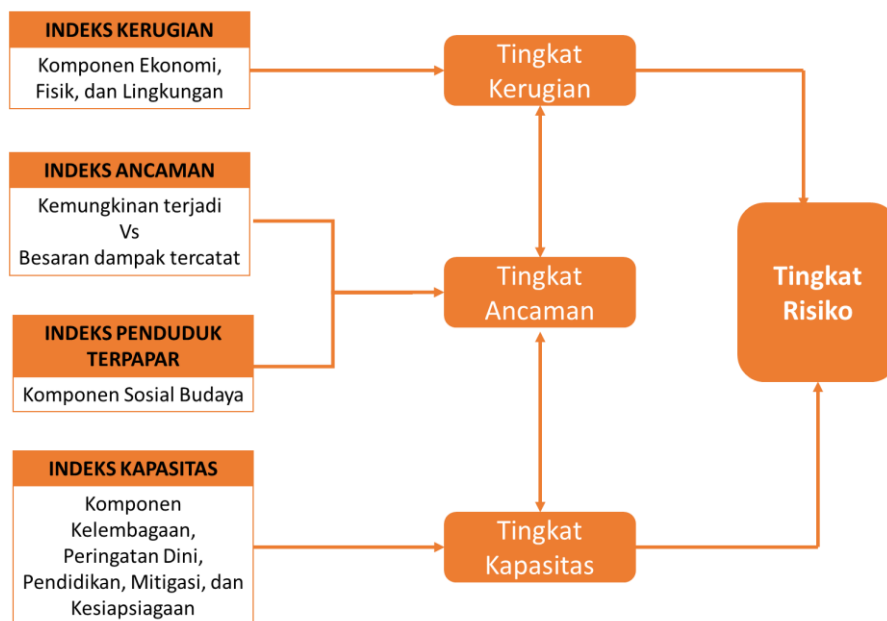 INDEKS KERUGIAN
Komponen Ekonomi,
Fisik, dan Lingkungan
Tingkat
Kerugian
INDEKS ANCAMAN
Kemungkinan terjadi
Vs
Besaran dampak tercatat
Tingkat
Ancaman
Tingkat
Risiko
INDEKS PENDUDUK
TERPAPAR
Komponen Sosial Budaya
INDEKS KAPASITAS
Komponen
Kelembagaan,
Peringatan Dini,
Pendidikan, Mitigasi, dan
Kesiapsiagaan
Tingkat
Kapasitas